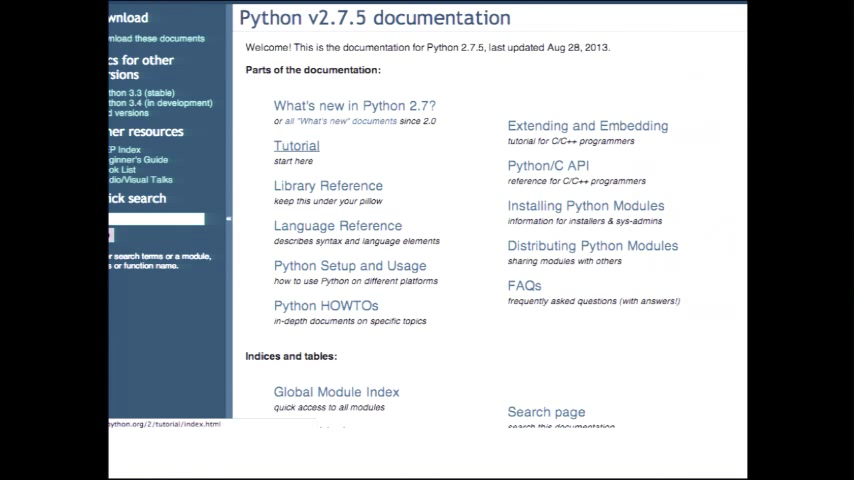 wnload
nload these documents
cs for other
rsions
thon 3.3 (stable)
thon 3.4 (in development)
d versions
her resources
P Index
ginner's Guide
ok List
dio/Visual Talks
ick search
r search terms or a module,
s or function name.
Python v2.7.5 documentation
Welcome! This is the documentation for Python 2.7.5, last updated Aug 28, 2013.
Parts of the documentation:
What's new in Python 2.7?
or all "What's new" documents since 2.0
Tutorial
start here
Library Reference
keep this under your pillow
Language Reference
describes syntax and language elements
Python Setup and Usage
how to use Python on different platforms
Python HOWTOs
in-depth documents on specific topics
Extending and Embedding
tutorial for C/C++ programmers
Python/C API
reference for C/C++ programmers
Installing Python Modules
information for installers & sys-admins
Distributing Python Modules
sharing modules with others
FAQs
frequently asked questions (with answers!)
Indices and tables:
Global Module Index
quick access to all modules
Search page
search this documentation
ython.org/2/tutorial/index.html